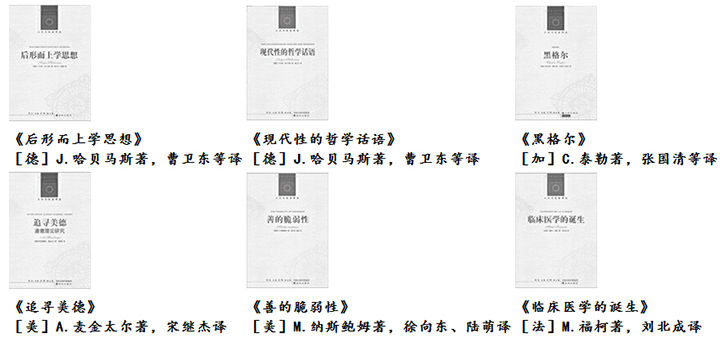 后形而上学思想
现代性的哲学话语
黑格尔
《后形而上学思想》
[德] J.哈贝马斯著，曹卫东等译
《现代性的哲学话语》
[德] J.哈贝马斯著，曹卫东等译
《黑格尔》
[加] C.泰勒著，张国清等译
追寻美德
道德理论研究
善的脆弱性
临床医学的诞生
《追寻美德》
[美] A.麦金太尔著，宋继杰译
《善的脆弱性》
[美] M.纳斯鲍姆著，徐向东、陆萌译
《临床医学的诞生》
[法] M.福柯著，刘北成译